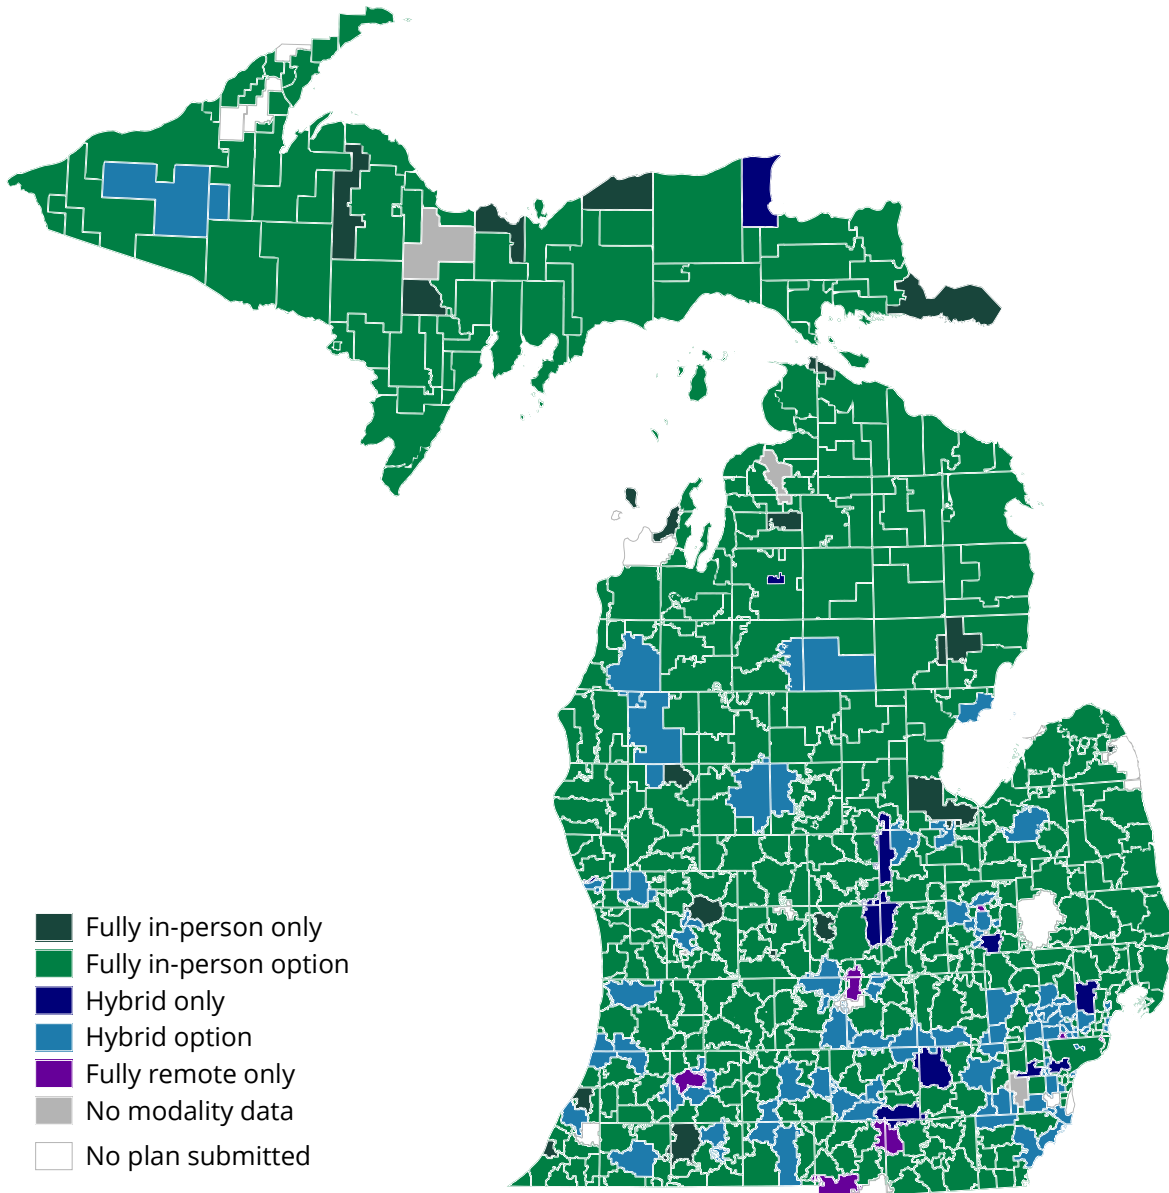 Fully in-person only
Fully in-person option
Hybrid only
Hybrid option
Fully remote only
No modality data
No plan submitted